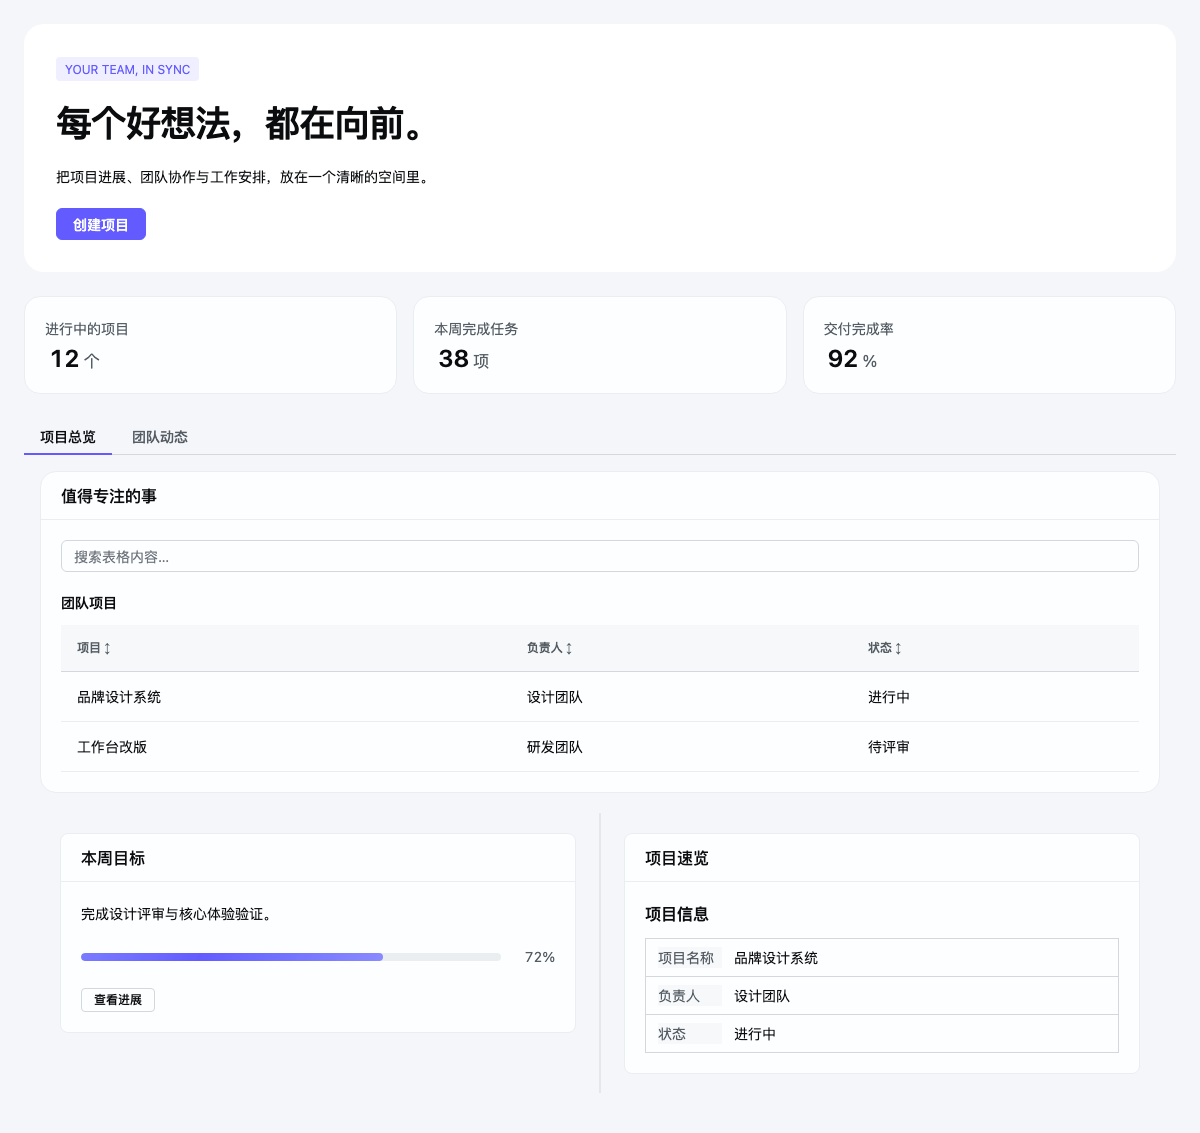 YOUR TEAM, IN SYNC
每个好想法，都在向前。
把项目进展、团队协作与工作安排，放在一个清晰的空间里。
创建项目
进行中的项目
12 个
本周完成任务
38 项
交付完成率
92 %
项目总览
团队动态
值得专注的事
搜索表格内容...
团队项目
项目 ↕ 负责人 ↕ 状态 ↕
品牌设计系统 设计团队 进行中
工作台改版 研发团队 待评审
本周目标
完成设计评审与核心体验验证。
72%
查看进展
项目速览
项目信息
项目名称 品牌设计系统
负责人 设计团队
状态 进行中